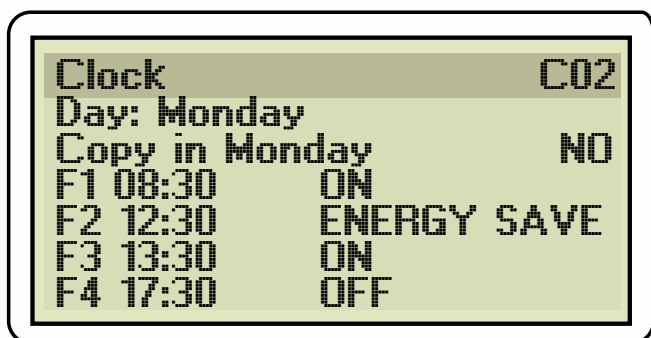 Clock C02
Day: Monday
Copy in Monday NO
F1 08:30 ON
F2 12:30 ENERGY SAVE
F3 13:30 ON
F4 17:30 OFF